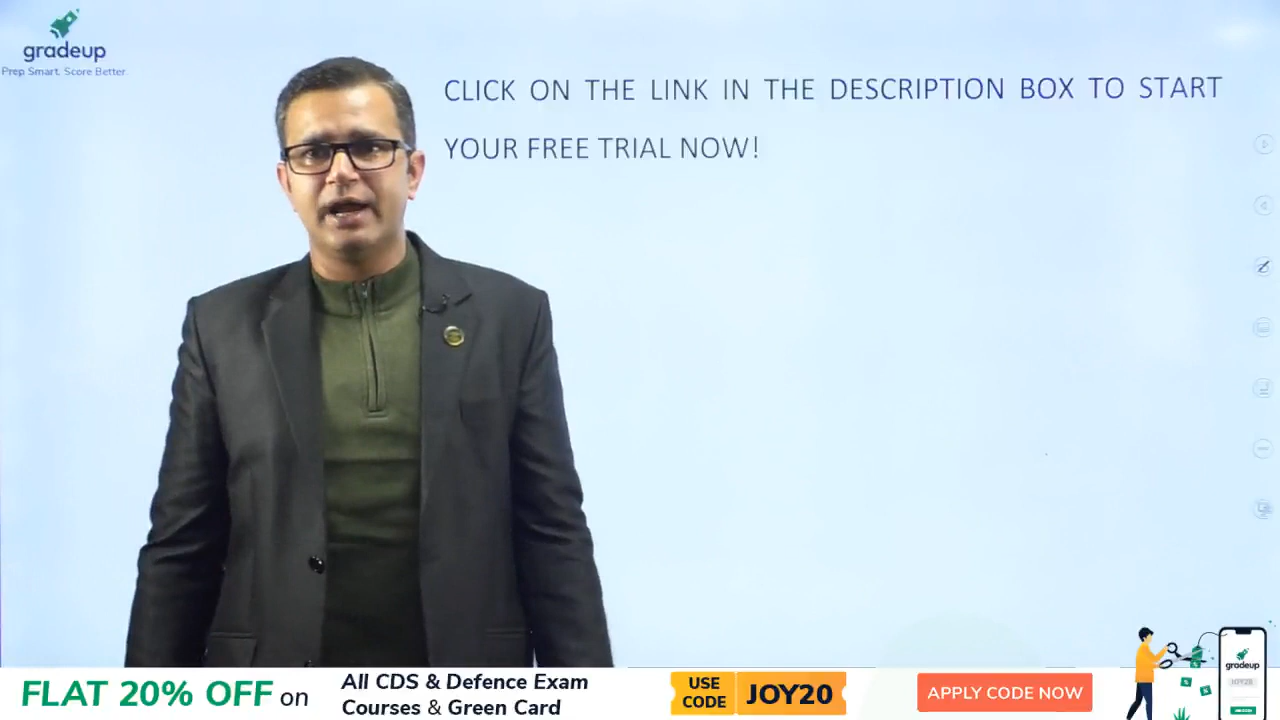 gradeup
Prep Smart. Score Better.
CLICK ON THE LINK IN THE DESCRIPTION BOX TO START
YOUR FREE TRIAL NOW!
FLAT 20% OFF on
All CDS & Defence Exam
Courses & Green Card
USE
CODE
JOY20
APPLY CODE NOW
gradeup